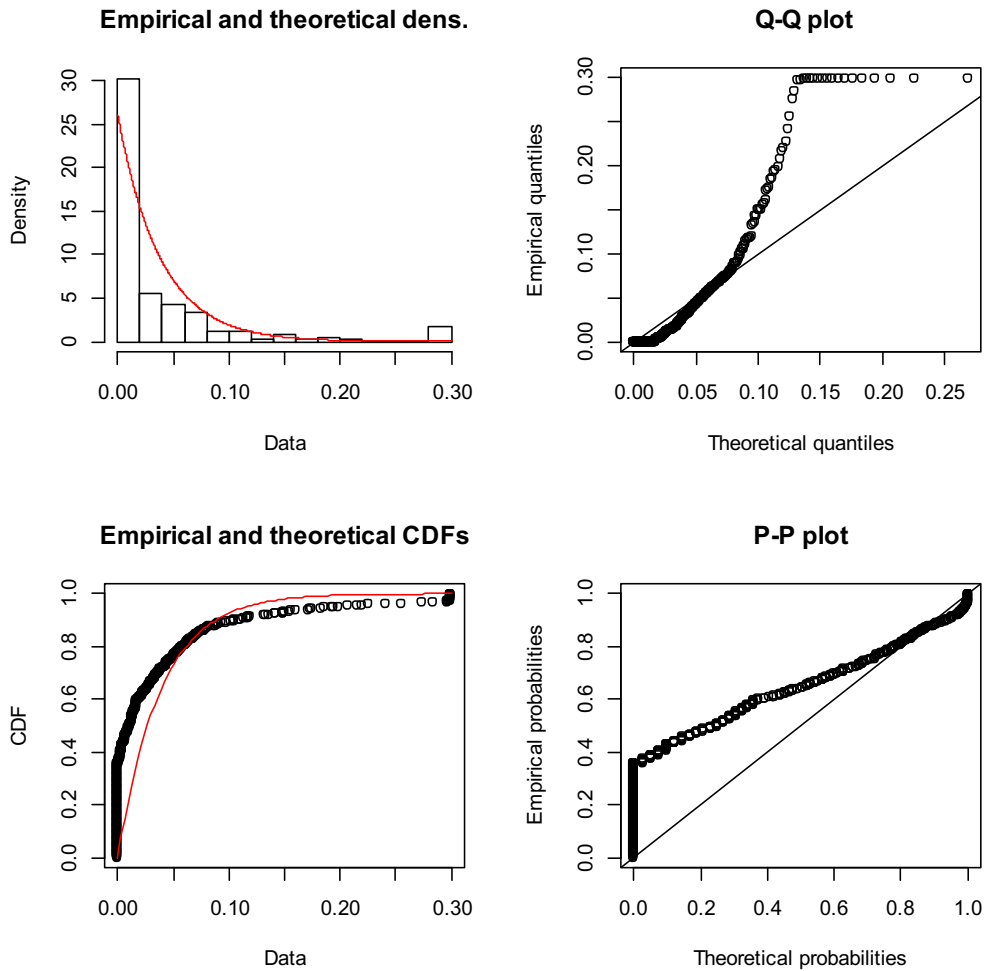 Empirical and theoretical dens.
Density
0 5 10 15 20 25 30
0.00 0.10 0.20 0.30
Data
Q-Q plot
Empirical quantiles
0.00 0.10 0.20 0.30
0.00 0.05 0.10 0.15 0.20 0.25
Theoretical quantiles
Empirical and theoretical CDFs
CDF
0.0 0.2 0.4 0.6 0.8 1.0
0.00 0.10 0.20 0.30
Data
P-P plot
Empirical probabilities
0.0 0.2 0.4 0.6 0.8 1.0
0.0 0.2 0.4 0.6 0.8 1.0
Theoretical probabilities